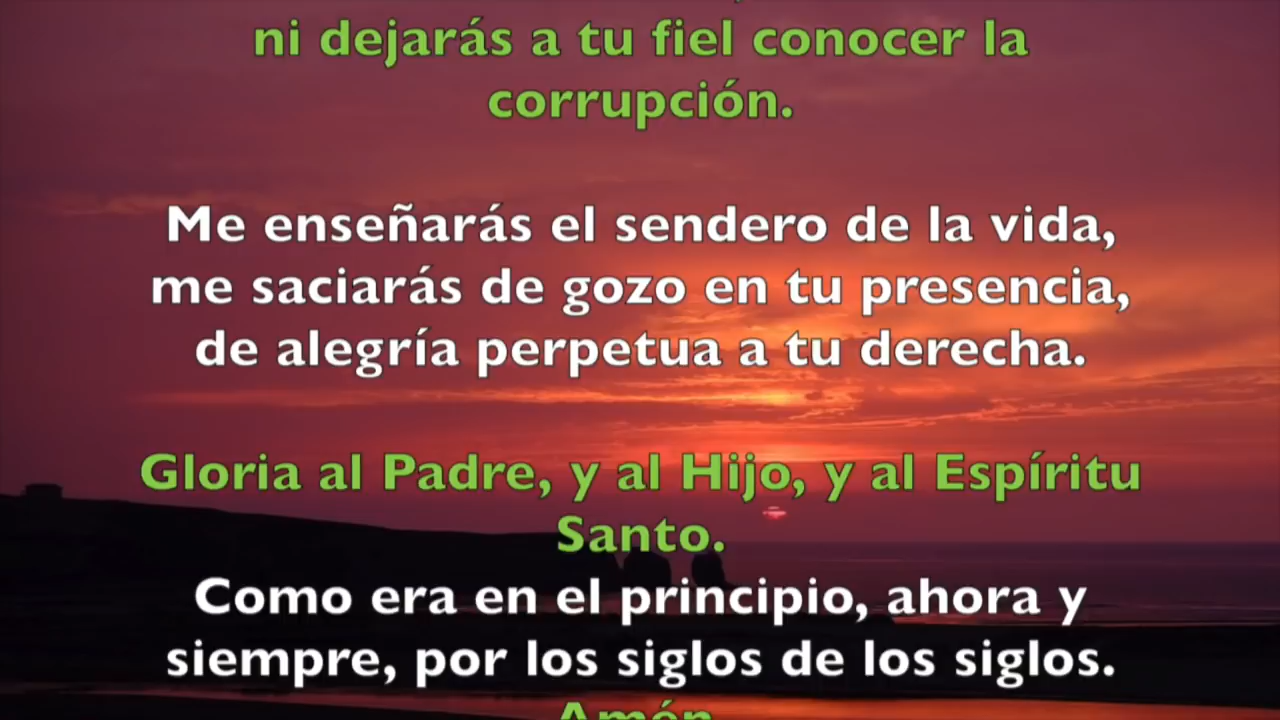 ni dejarás a tu fiel conocer la
corrupción.
Me enseñarás el sendero de la vida,
me saciarás de gozo en tu presencia,
de alegría perpetua a tu derecha.
Gloria al Padre, y al Hijo, y al Espíritu
Santo.
Como era en el principio, ahora y
siempre, por los siglos de los siglos.
Amén